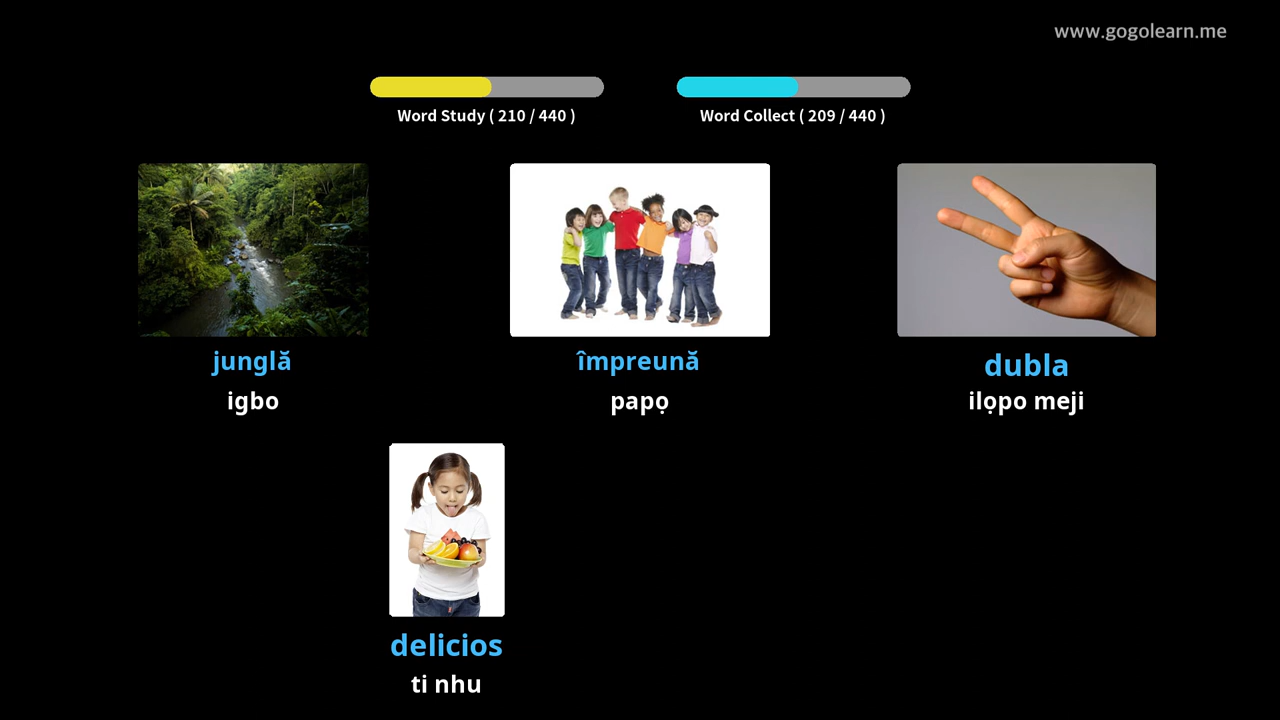 www.gogolearn.me
Word Study ( 210 / 440 )
Word Collect ( 209 / 440 )
junglă
igbo
împreună
papọ
dubla
ilọpo meji
delicios
ti nhu